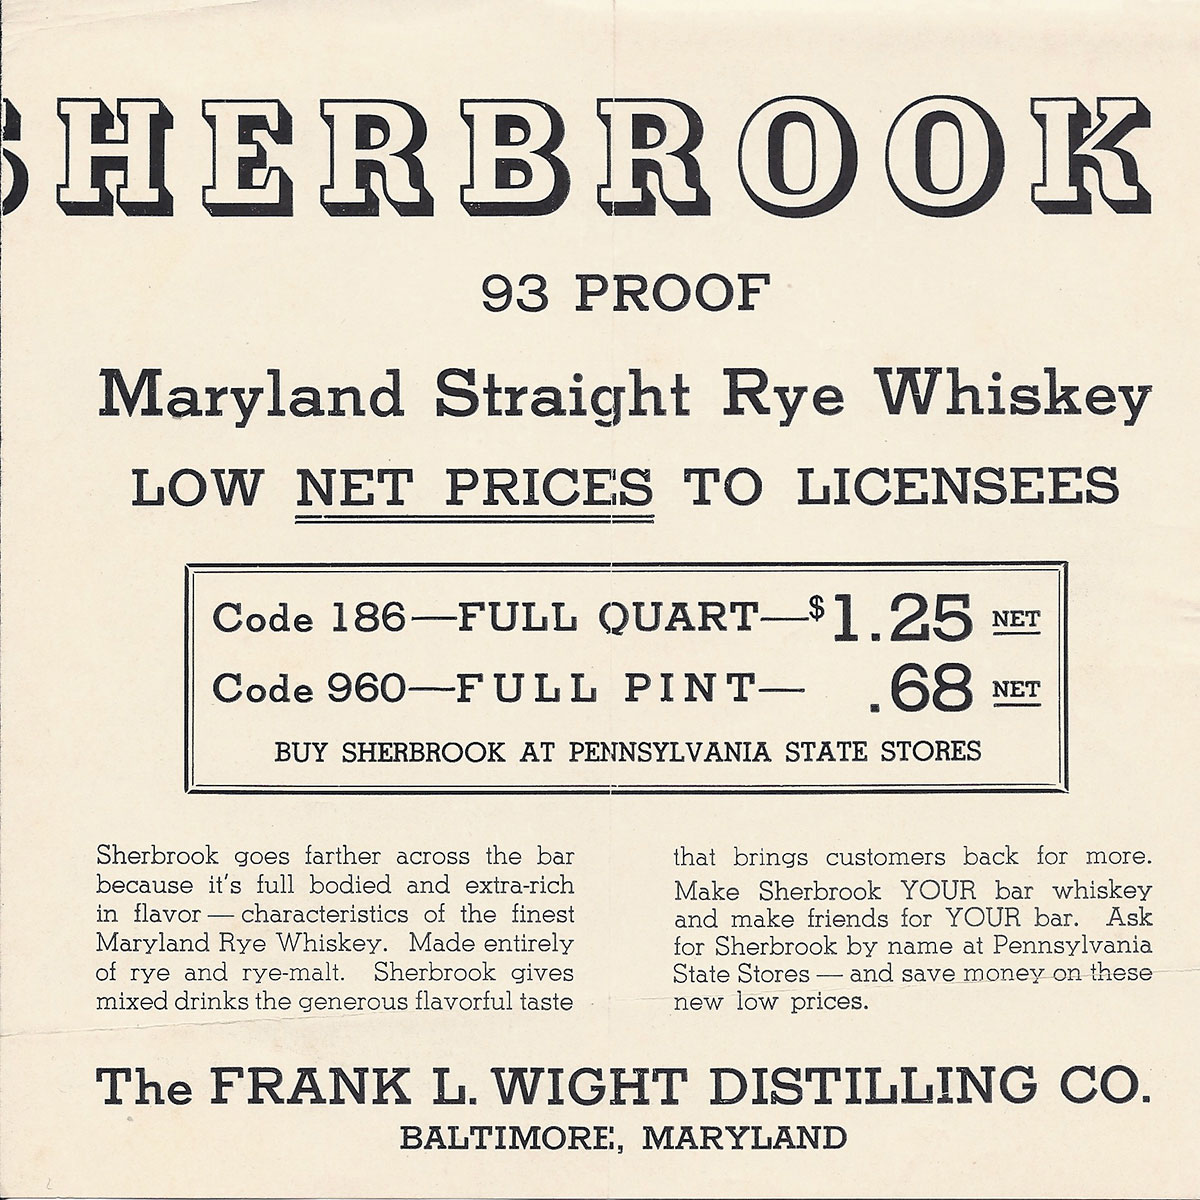 SHERBROOK
93 PROOF
Maryland Straight Rye Whiskey
LOW NET PRICES TO LICENSEES
Code 186—FULL QUART—$1.25 NET
Code 960—FULL PINT— .68 NET
BUY SHERBROOK AT PENNSYLVANIA STATE STORES
Sherbrook goes farther across the bar
because it's full bodied and extra-rich
in flavor — characteristics of the finest
Maryland Rye Whiskey. Made entirely
of rye and rye-malt. Sherbrook gives
mixed drinks the generous flavorful taste
that brings customers back for more.
Make Sherbrook YOUR bar whiskey
and make friends for YOUR bar. Ask
for Sherbrook by name at Pennsylvania
State Stores — and save money on these
new low prices.
The FRANK L. WIGHT DISTILLING CO.
BALTIMORE, MARYLAND